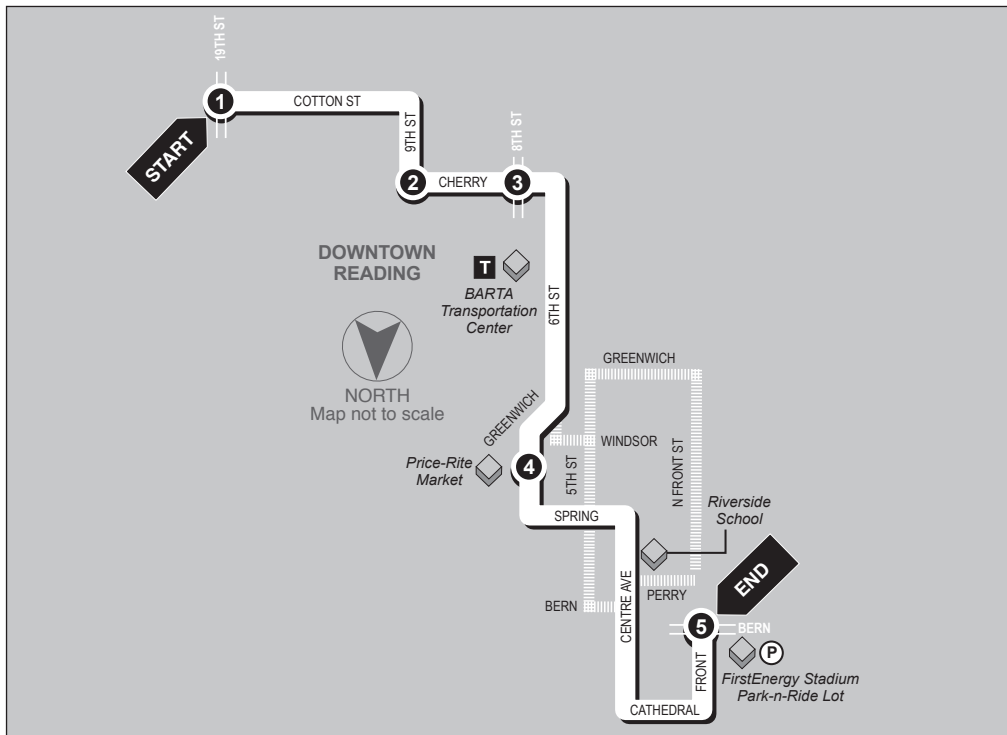 19TH ST
1
COTTON ST
START
9TH ST
8TH ST
2
CHERRY
3
DOWNTOWN
READING
T
BARTA
Transportation
Center
6TH ST
NORTH
Map not to scale
GREENWICH
GREENWICH
WINDSOR
Price-Rite
Market
4
5TH ST
N FRONT ST
Riverside
School
SPRING
CENTRE AVE
PERRY
END
BERN
5
BERN
P
FRONT
FirstEnergy Stadium
Park-n-Ride Lot
CATHEDRAL